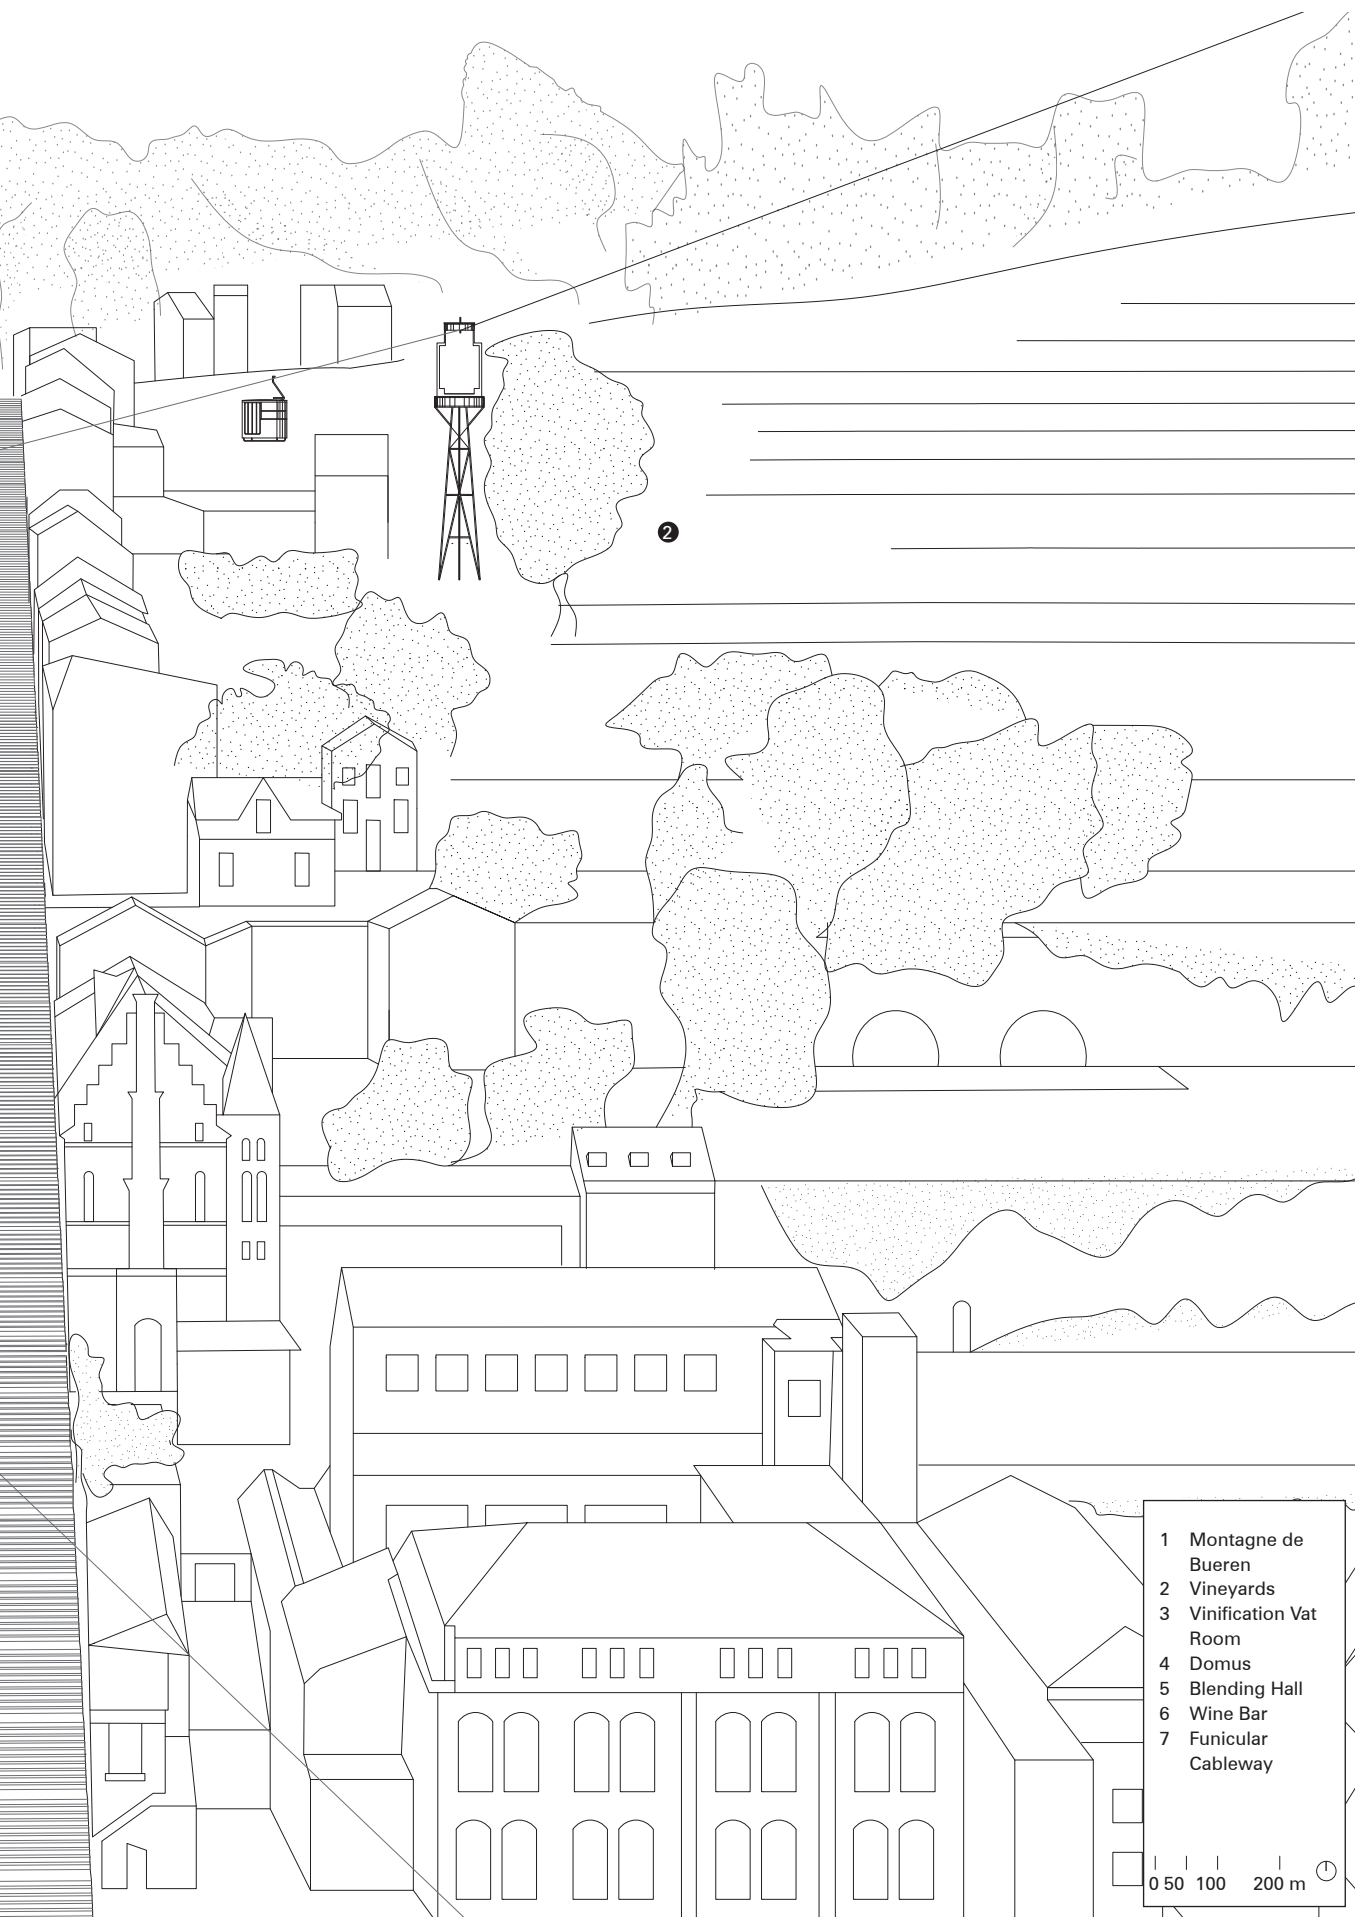 2
1 Montagne de
Bueren
2 Vineyards
3 Vinification Vat
Room
4 Domus
5 Blending Hall
6 Wine Bar
7 Funicular
Cableway
0 50 100 200 m